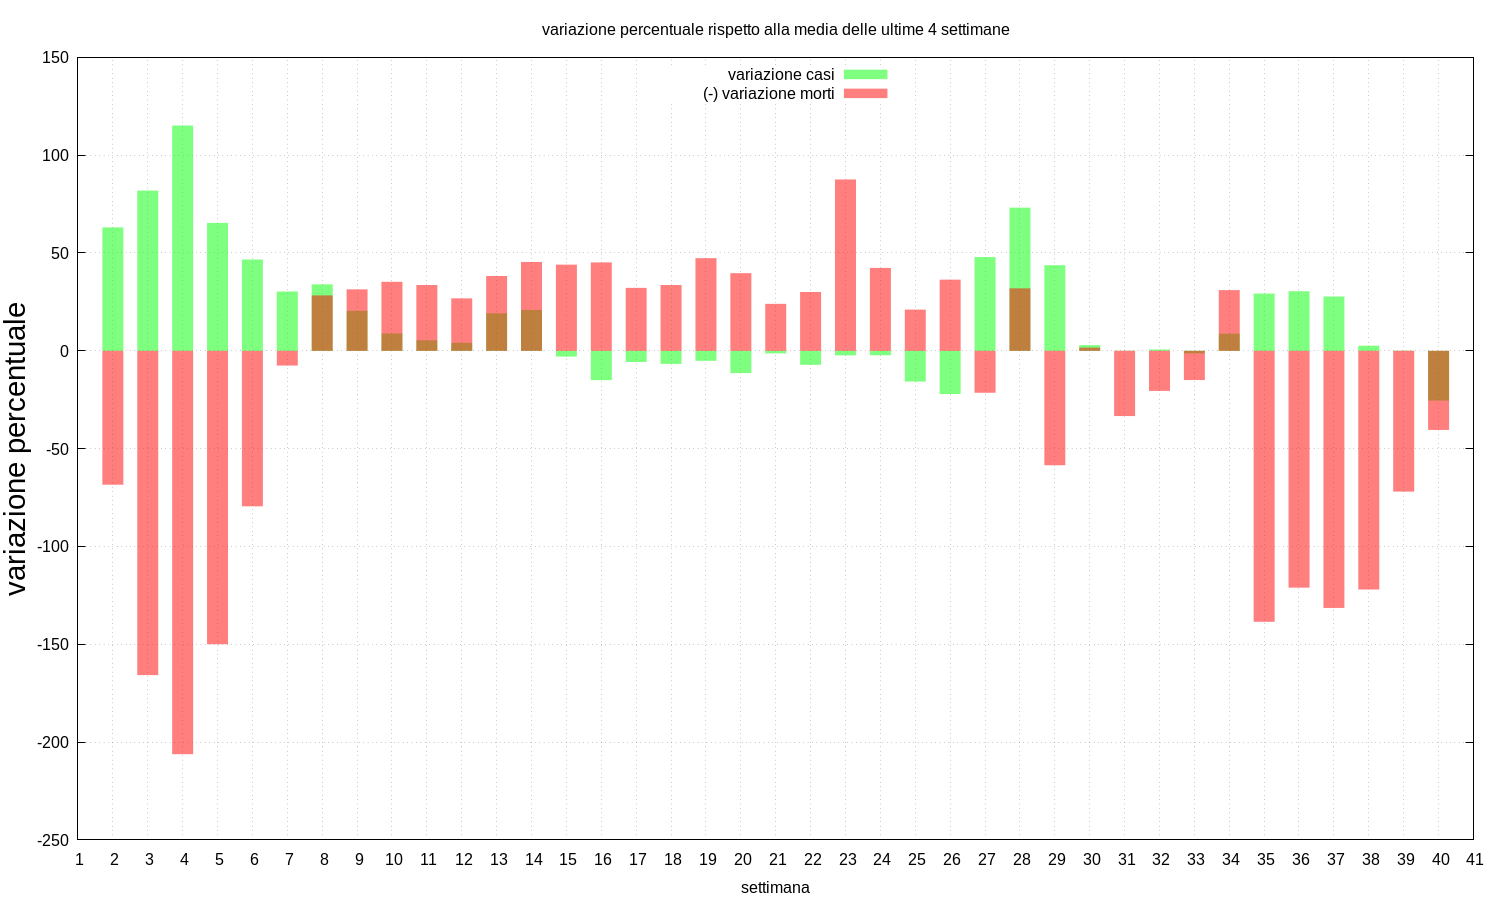 variazione percentuale rispetto alla media delle ultime 4 settimane
variazione casi
(-) variazione morti
variazione percentuale
150
100
50
0
-50
-100
-150
-200
-250
1 2 3 4 5 6 7 8 9 10 11 12 13 14 15 16 17 18 19 20 21 22 23 24 25 26 27 28 29 30 31 32 33 34 35 36 37 38 39 40 41
settimana